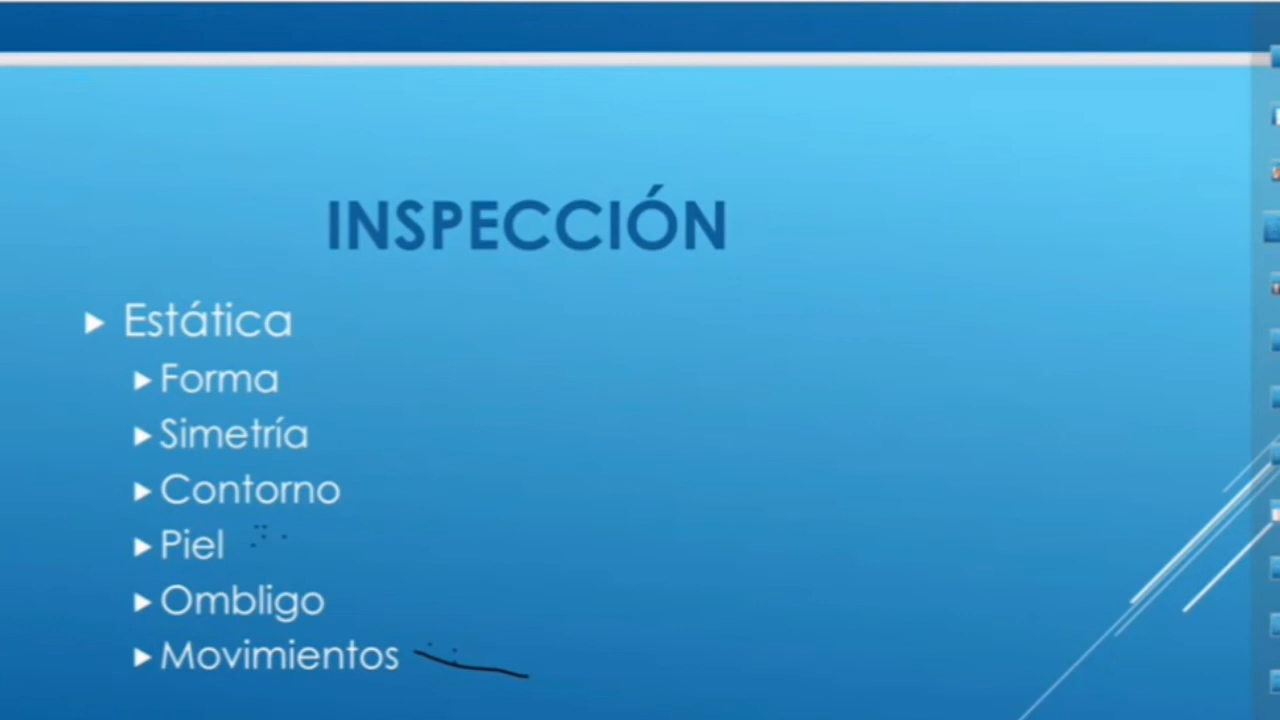 INSPECCIÓN
Estática
Forma
Simetría
Contorno
Piel
Ombligo
Movimientos